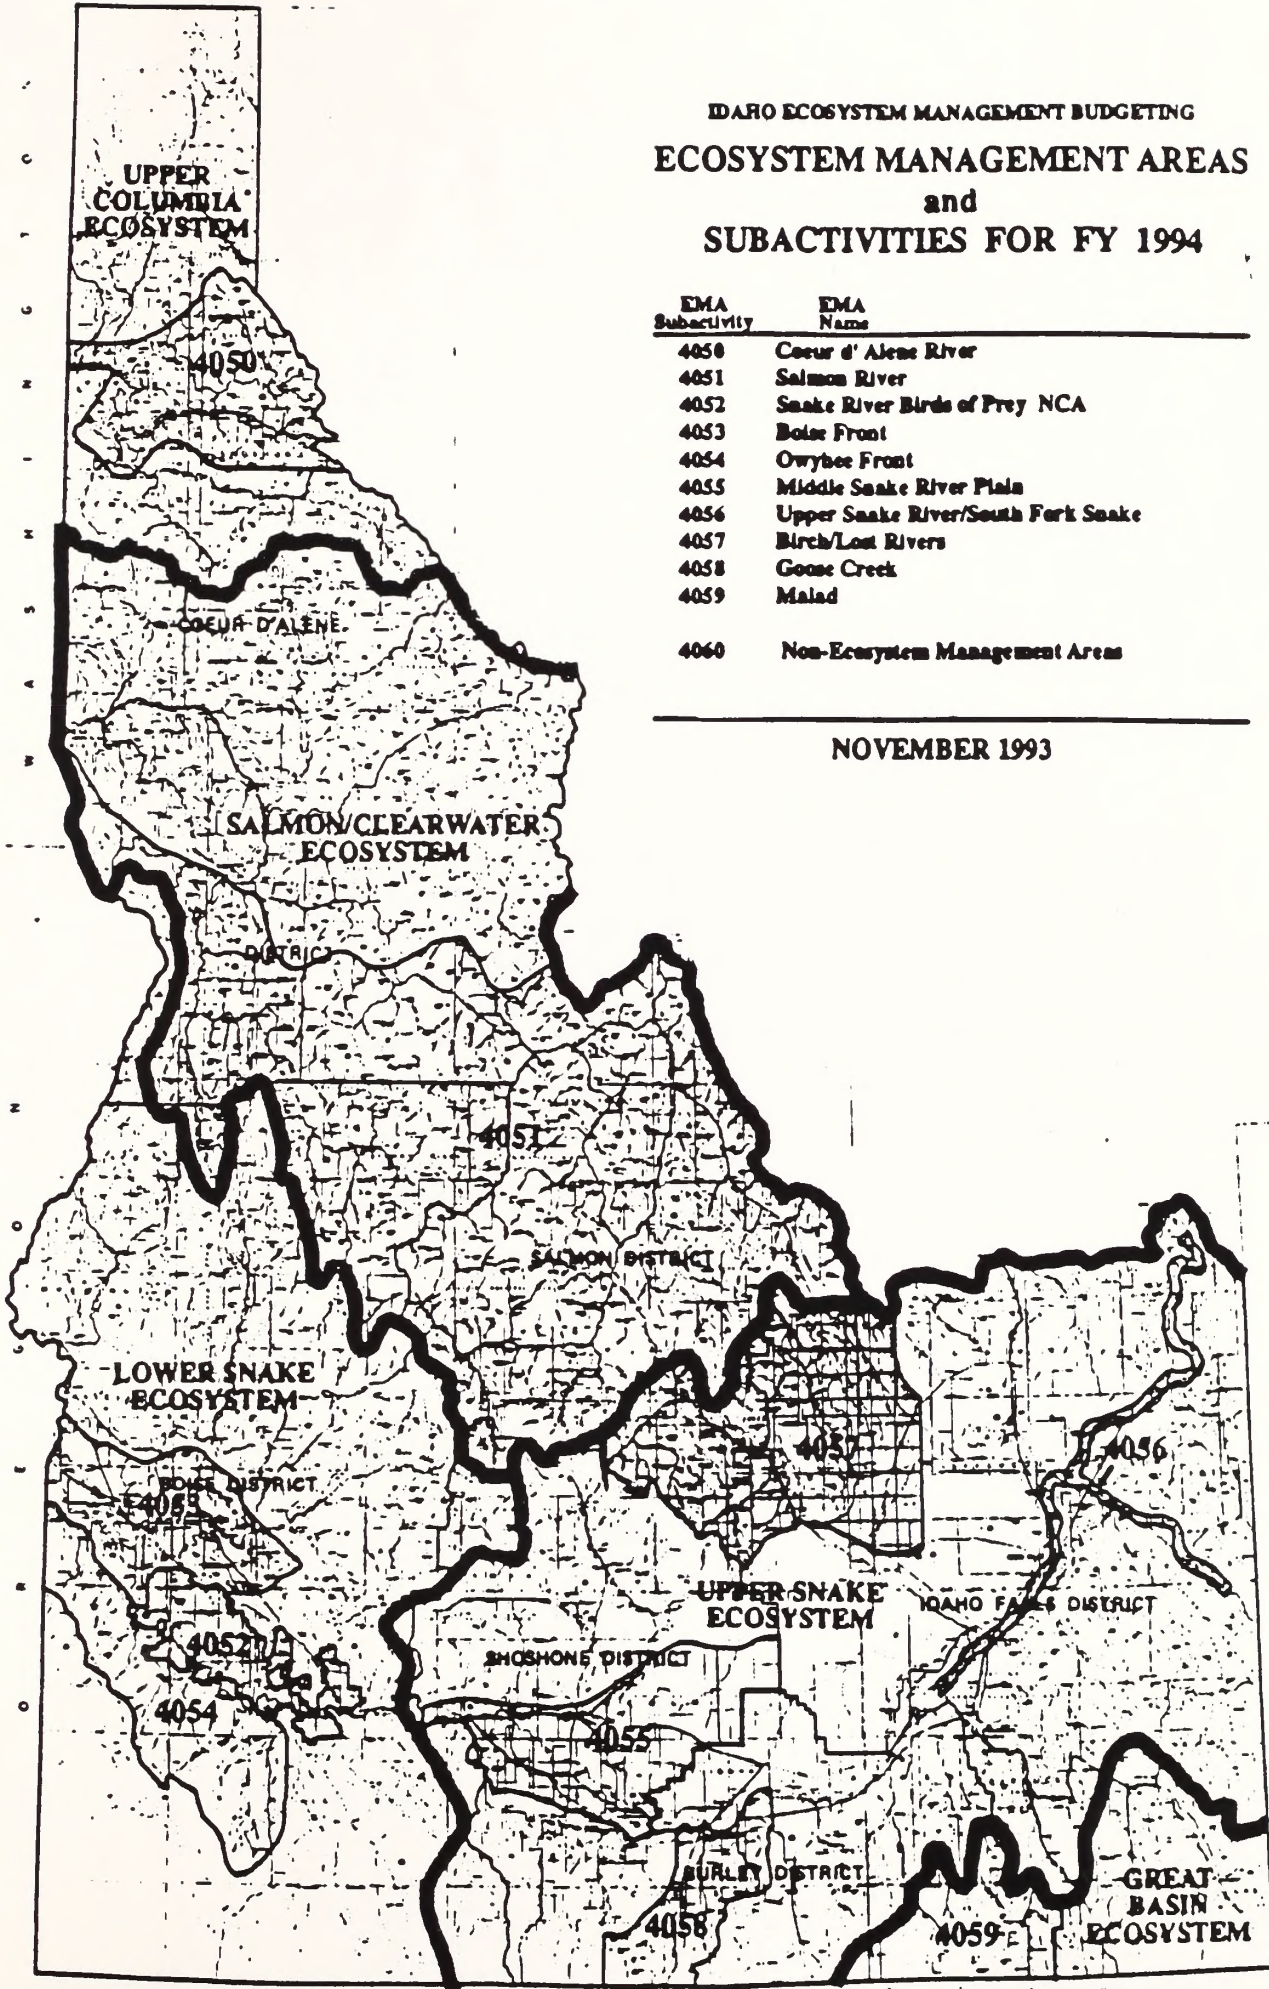 IDAHO ECOSYSTEM MANAGEMENT BUDGETING
ECOSYSTEM MANAGEMENT AREAS
and
SUBACTIVITIES FOR FY 1994
EMA Subactivity EMA Name
4050 Coeur d' Alene River
4051 Salmon River
4052 Snake River Birds of Prey NCA
4053 Boise Front
4054 Owyhee Front
4055 Middle Snake River Plain
4056 Upper Snake River/South Fork Snake
4057 Birch/Lost Rivers
4058 Goose Creek
4059 Malad
4060 Non-Ecosystem Management Areas
NOVEMBER 1993
UPPER
COLUMBIA
ECOSYSTEM
4050
COEUR D'ALENE
SALMON/CLEARWATER
ECOSYSTEM
DISTRICT
4051
SALMON DISTRICT
LOWER SNAKE
ECOSYSTEM
4057
4056
BOISE DISTRICT
4053
UPPER SNAKE
ECOSYSTEM
IDAHO FALLS DISTRICT
4052
SHOSHONE DISTRICT
4054
4055
BURLEY DISTRICT
GREAT
BASIN
ECOSYSTEM
4058
4059
WASHINGTON
OREGON